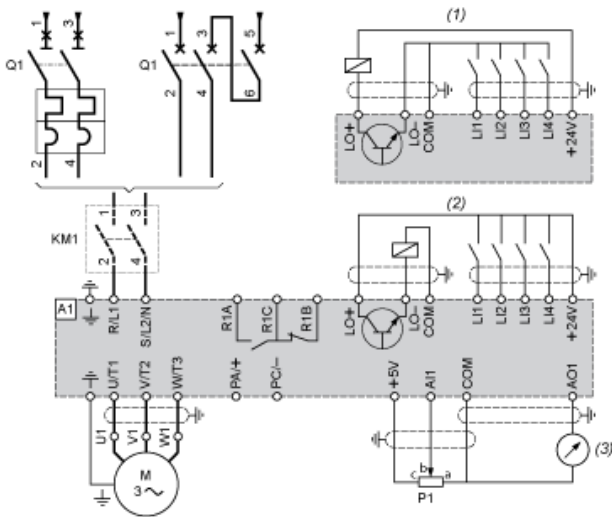 1 3
Q1
2 4
1 3 5
Q1
2 4 6
(1)
LO+ LO- COM LI1 LI2 LI3 LI4 +24V
1 3
KM1
2 4
(2)
A1
R/L1 S/L2/N R1A R1C R1B LO+ LO- COM LI1 LI2 LI3 LI4 +24V
U/T1 V/T2 W/T3 PA/+ PC/- +5V AI1 COM AO1
U1 V1 W1
M
3~
c b a
P1
(3)